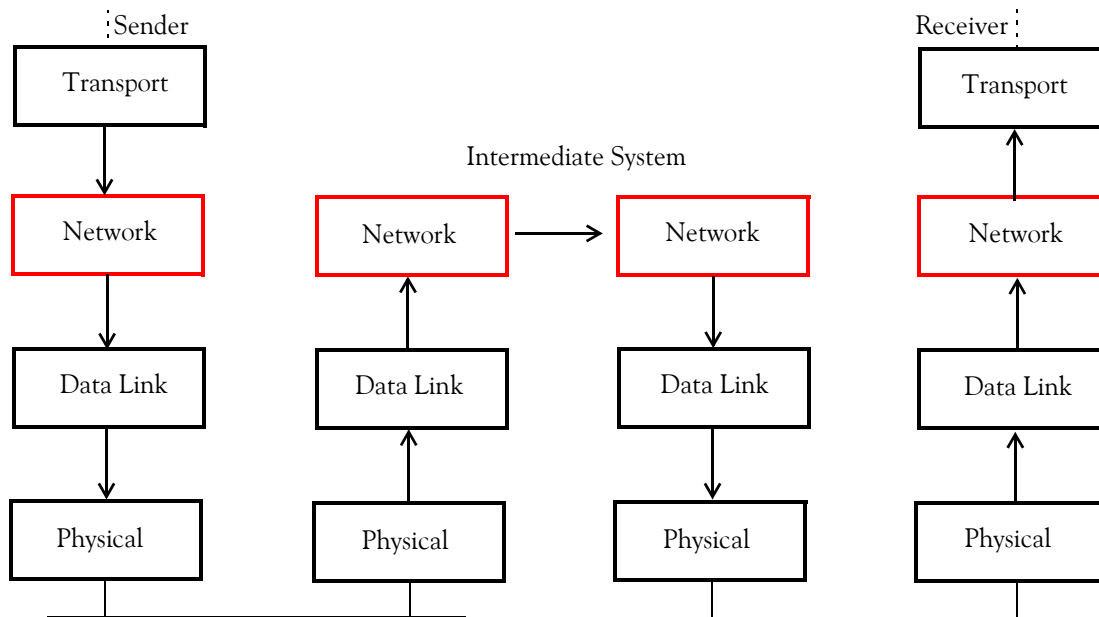 Sender
Receiver
Transport
Transport
Intermediate System
Network
Network
Network
Network
Data Link
Data Link
Data Link
Data Link
Physical
Physical
Physical
Physical